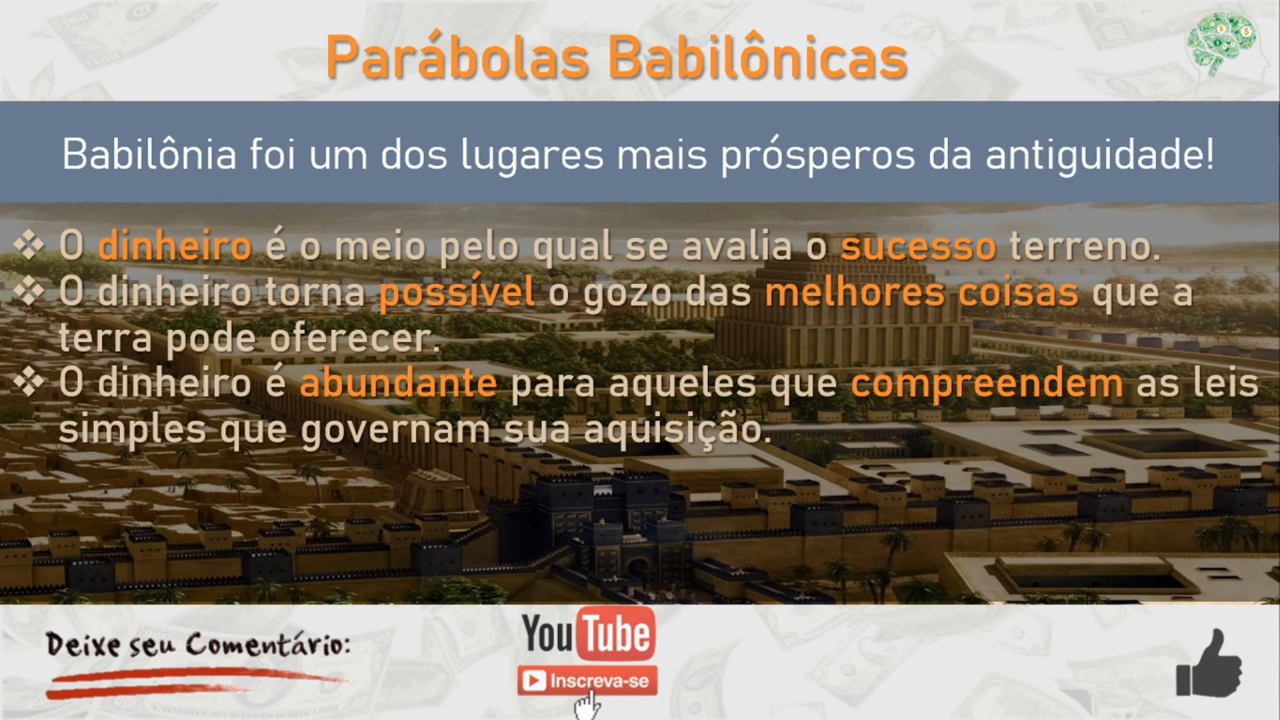 Parábolas Babilônicas
Babilônia foi um dos lugares mais prósperos da antiguidade!
❖ O dinheiro é o meio pelo qual se avalia o sucesso terreno.
❖ O dinheiro torna possível o gozo das melhores coisas que a
terra pode oferecer.
❖ O dinheiro é abundante para aqueles que compreendem as leis
simples que governam sua aquisição.
Deixe seu Comentário:
YouTube
Inscreva-se